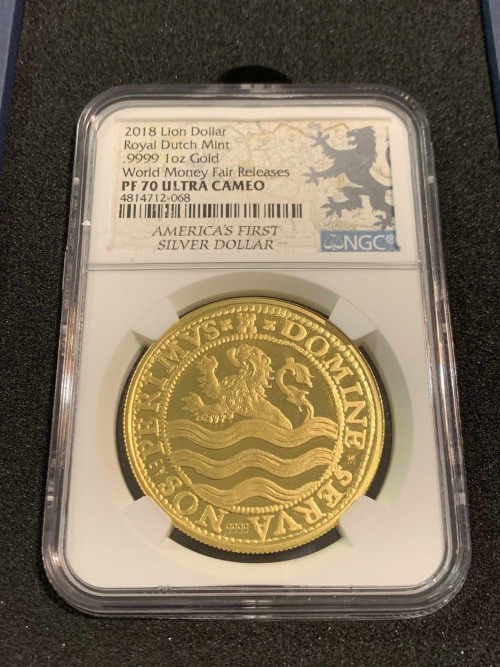 2018 Lion Dollar
Royal Dutch Mint
.9999 1oz Gold
World Money Fair Releases
PF 70 ULTRA CAMEO
4814712-068
AMERICA'S FIRST
SILVER DOLLAR
NGC®
DOMINE SERVA NOS PERIMVS
9999